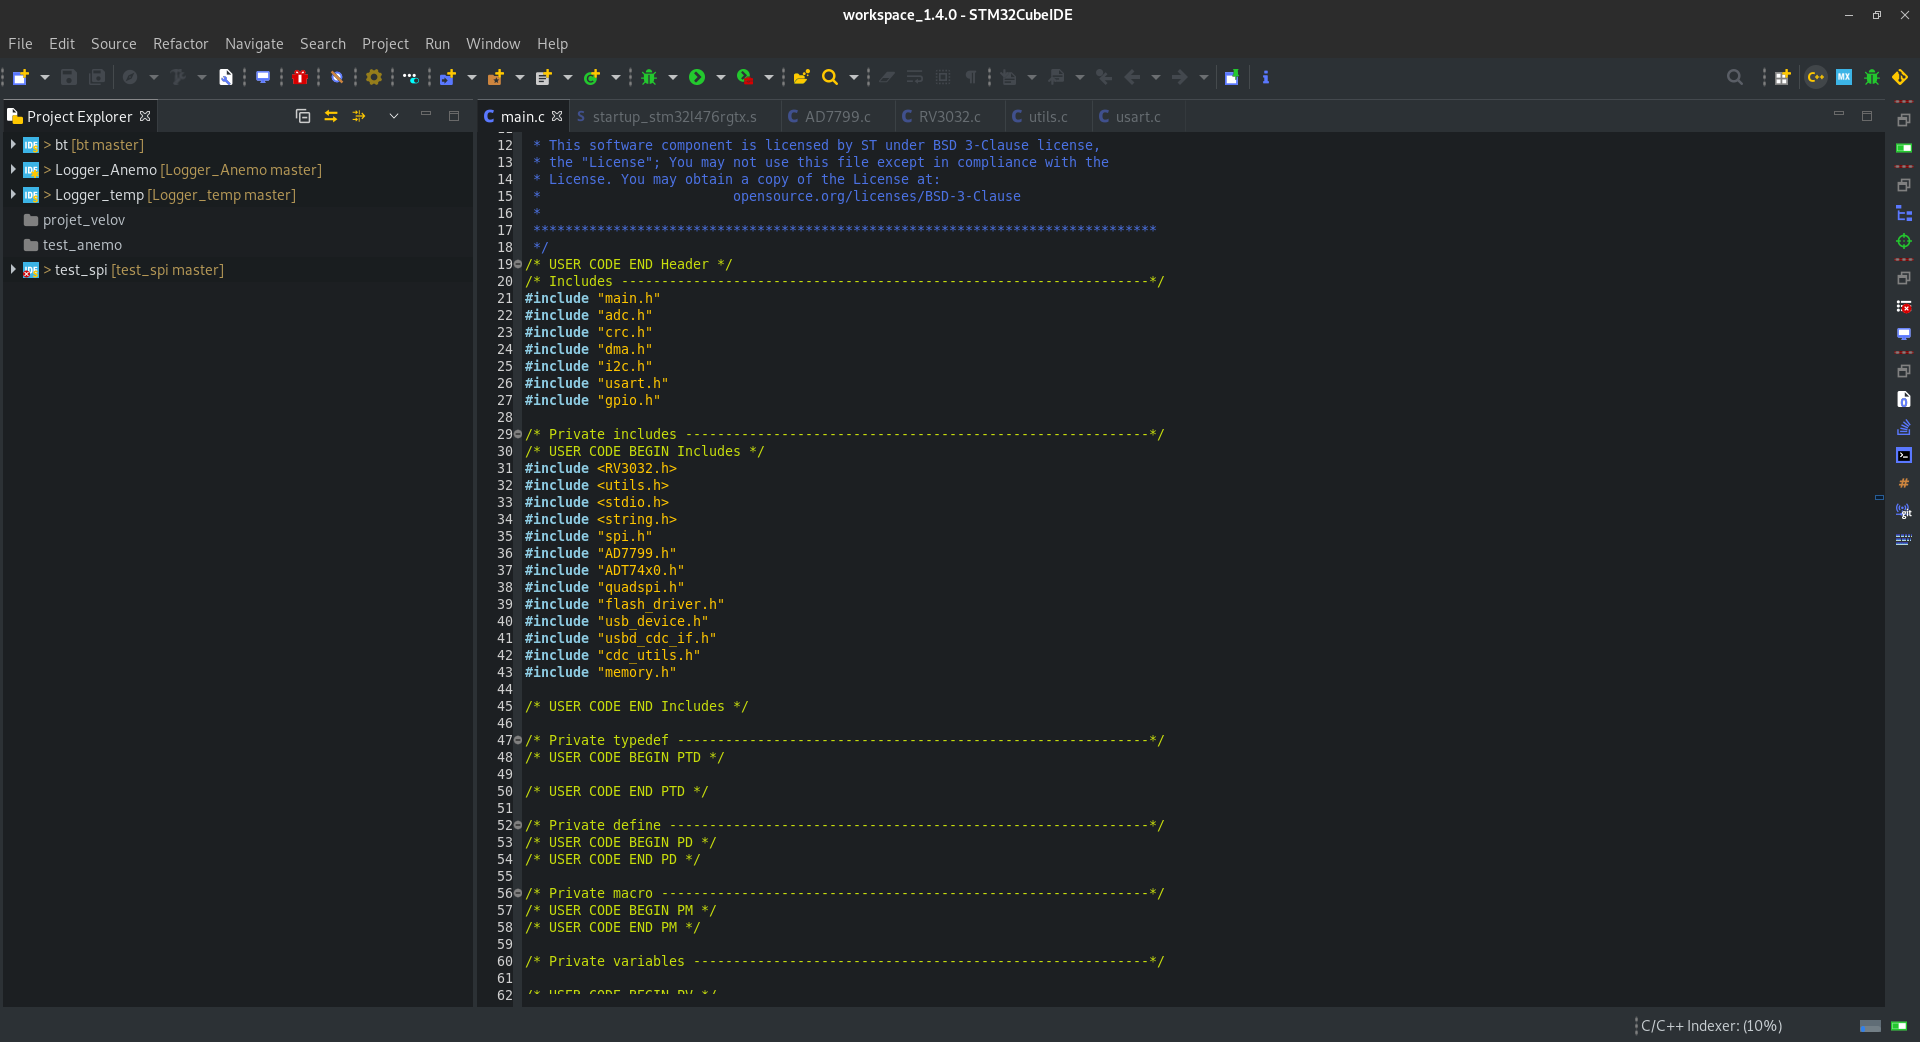 workspace_1.4.0 - STM32CubeIDE
File Edit Source Refactor Navigate Search Project Run Window Help
Project Explorer
> bt [bt master]
> Logger_Anemo [Logger_Anemo master]
> Logger_temp [Logger_temp master]
projet_velov
test_anemo
> test_spi [test_spi master]
main.c startup_stm32l476rgtx.s AD7799.c RV3032.c utils.c usart.c
12 * This software component is licensed by ST under BSD 3-Clause license,
13 * the "License"; You may not use this file except in compliance with the
14 * License. You may obtain a copy of the License at:
15 * opensource.org/licenses/BSD-3-Clause
16 *
17 ******************************************************************************
18 */
19 /* USER CODE END Header */
20 /* Includes ------------------------------------------------------------------*/
21 #include "main.h"
22 #include "adc.h"
23 #include "crc.h"
24 #include "dma.h"
25 #include "i2c.h"
26 #include "usart.h"
27 #include "gpio.h"
28
29 /* Private includes ----------------------------------------------------------*/
30 /* USER CODE BEGIN Includes */
31 #include <RV3032.h>
32 #include <utils.h>
33 #include <stdio.h>
34 #include <string.h>
35 #include "spi.h"
36 #include "AD7799.h"
37 #include "ADT74x0.h"
38 #include "quadspi.h"
39 #include "flash_driver.h"
40 #include "usb_device.h"
41 #include "usbd_cdc_if.h"
42 #include "cdc_utils.h"
43 #include "memory.h"
44
45 /* USER CODE END Includes */
46
47 /* Private typedef -----------------------------------------------------------*/
48 /* USER CODE BEGIN PTD */
49
50 /* USER CODE END PTD */
51
52 /* Private define ------------------------------------------------------------*/
53 /* USER CODE BEGIN PD */
54 /* USER CODE END PD */
55
56 /* Private macro -------------------------------------------------------------*/
57 /* USER CODE BEGIN PM */
58 /* USER CODE END PM */
59
60 /* Private variables ---------------------------------------------------------*/
61
62 /* USER CODE BEGIN PV */
C/C++ Indexer: (10%)